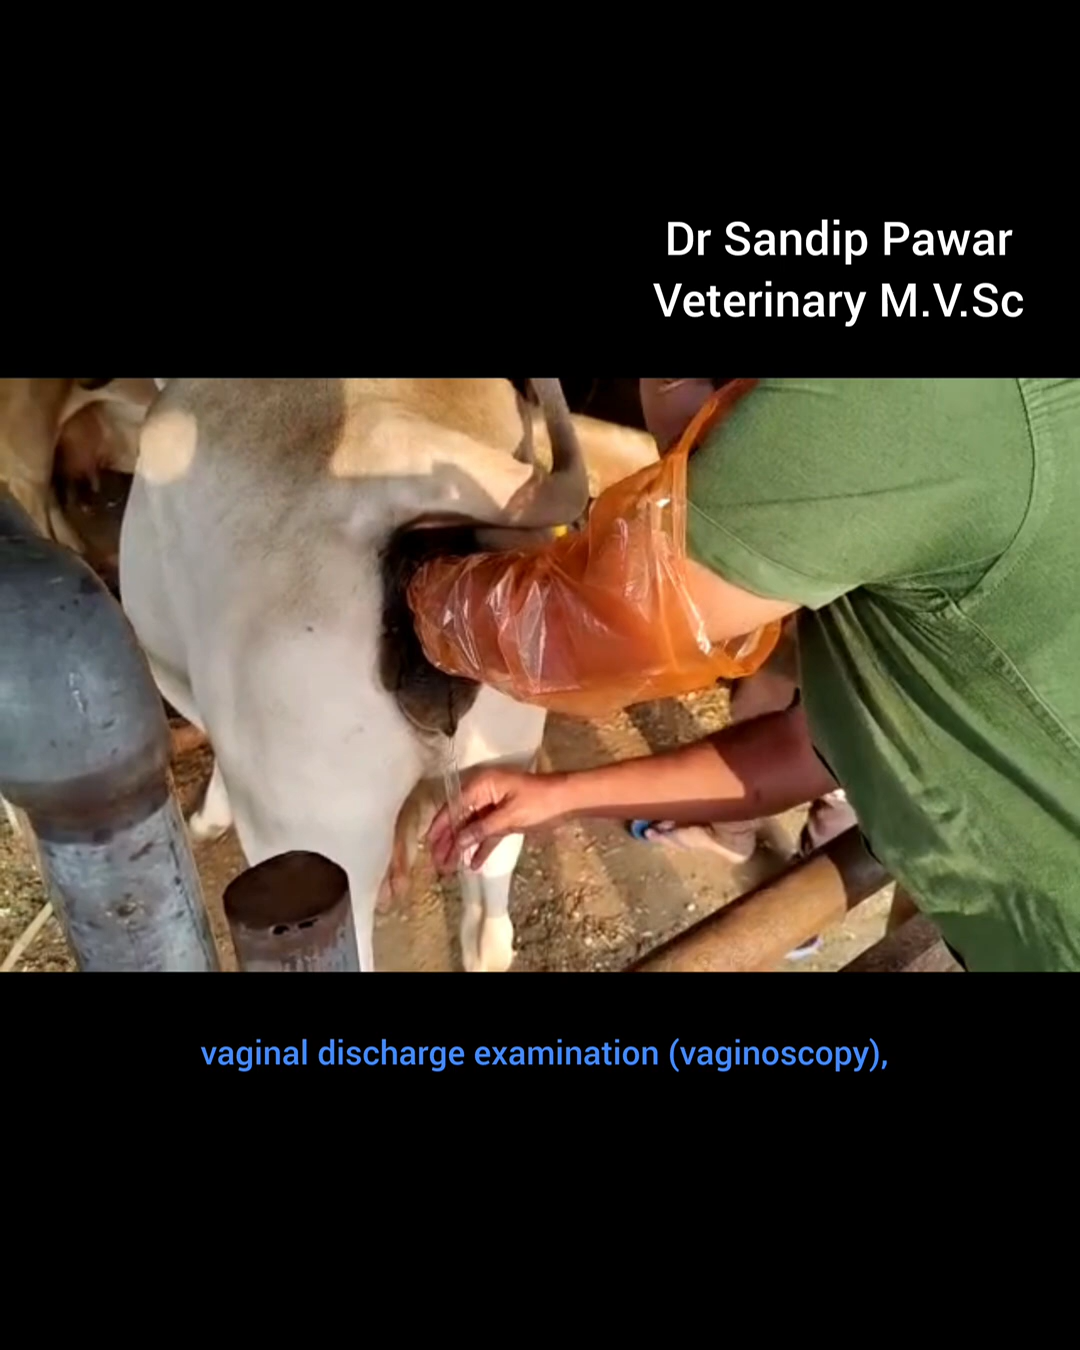 Dr Sandip Pawar
Veterinary M.V.Sc
vaginal discharge examination (vaginoscopy),